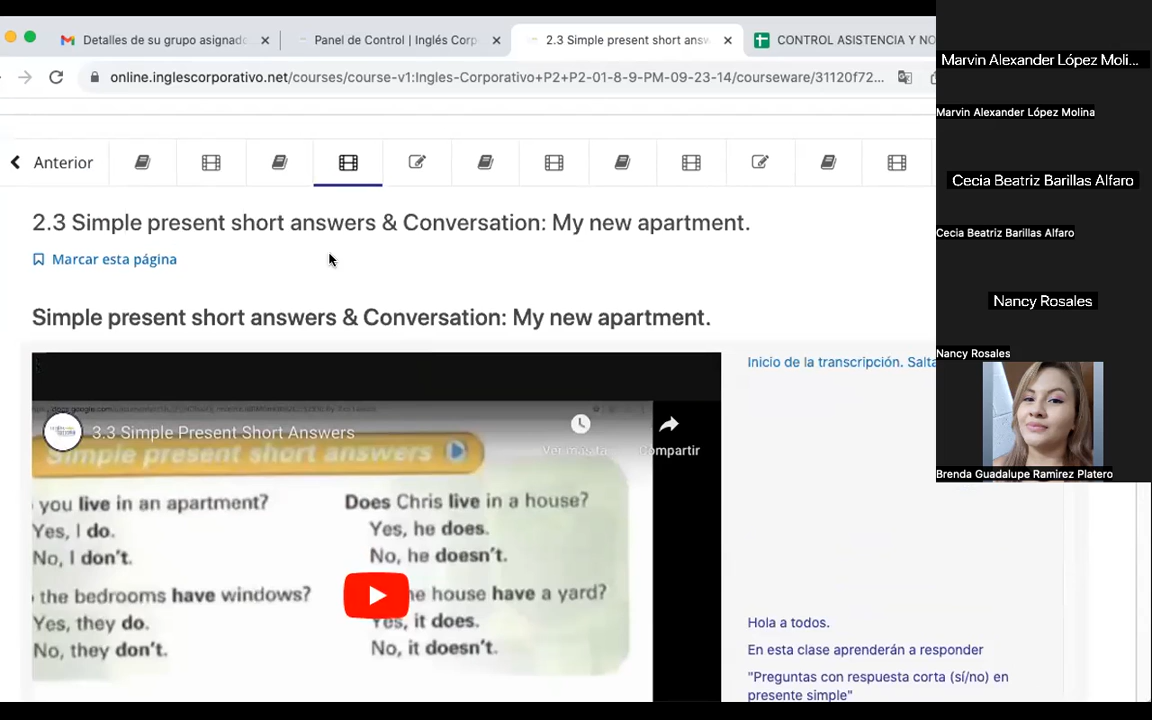 Detalles de su grupo asignado
Panel de Control | Inglés Corp
2.3 Simple present short answ
CONTROL ASISTENCIA Y NO
online.inglescorporativo.net/courses/course-v1:Ingles-Corporativo+P2+P2-01-8-9-PM-09-23-14/courseware/31120f72...
Anterior
2.3 Simple present short answers & Conversation: My new apartment.
Marcar esta página
Simple present short answers & Conversation: My new apartment.
Inicio de la transcripción. Salta
3.3 Simple Present Short Answers
Compartir
Simple present short answers
you live in an apartment?
Yes, I do.
No, I don't.
the bedrooms have windows?
Yes, they do.
No, they don't.
Does Chris live in a house?
Yes, he does.
No, he doesn't.
he house have a yard?
Yes, it does.
No, it doesn't.
Hola a todos.
En esta clase aprenderán a responder
"Preguntas con respuesta corta (sí/no) en
presente simple"
Marvin Alexander López Moli...
Marvin Alexander López Molina
Cecia Beatriz Barillas Alfaro
Cecia Beatriz Barillas Alfaro
Nancy Rosales
Nancy Rosales
Brenda Guadalupe Ramirez Platero